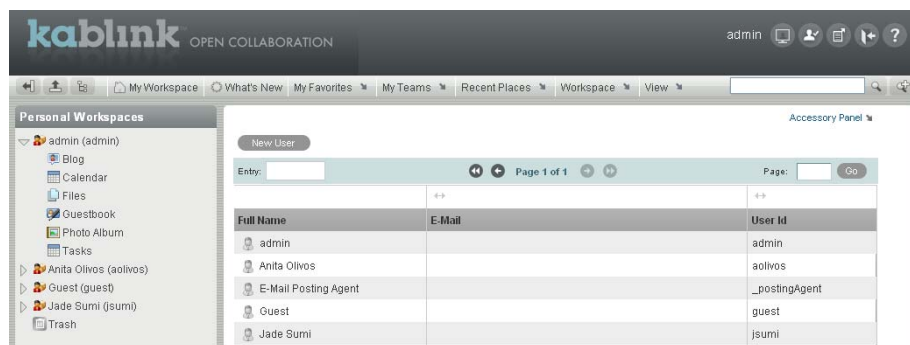 kablink OPEN COLLABORATION
admin
?
My Workspace What's New My Favorites My Teams Recent Places Workspace View
Personal Workspaces
admin (admin)
Blog
Calendar
Files
Guestbook
Photo Album
Tasks
Anita Olivos (aolivos)
Guest (guest)
Jade Sumi (jsumi)
Trash
Accessory Panel
New User
Entry: Page 1 of 1 Page: Go
Full Name E-Mail User Id
admin admin
Anita Olivos aolivos
E-Mail Posting Agent _postingAgent
Guest guest
Jade Sumi jsumi